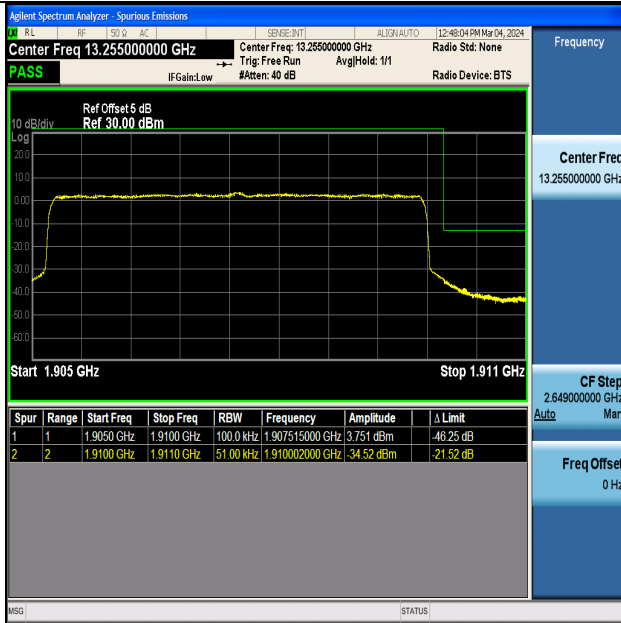 Agilent Spectrum Analyzer - Spurious Emissions
RL RF 50 Ω AC SENSE:INT ALIGN AUTO 12:48:04 PM Mar 04, 2024
Center Freq 13.255000000 GHz
Center Freq: 13.255000000 GHz
Radio Std: None
Trig: Free Run Avg|Hold: 1/1
PASS
IFGain:Low
#Atten: 40 dB
Radio Device: BTS
Frequency
Ref Offset 5 dB
10 dB/div Ref 30.00 dBm
Log
20.0
10.0
0.00
-10.0
-20.0
-30.0
-40.0
-50.0
-60.0
Start 1.905 GHz Stop 1.911 GHz
Center Freq
13.255000000 GHz
CF Step
2.649000000 GHz
Auto Man
Freq Offset
0 Hz
Spur Range Start Freq Stop Freq RBW Frequency Amplitude Δ Limit
1 1 1.9050 GHz 1.9100 GHz 100.0 kHz 1.907515000 GHz 3.751 dBm -46.25 dB
2 2 1.9100 GHz 1.9110 GHz 51.00 kHz 1.910002000 GHz -34.52 dBm -21.52 dB
MSG STATUS